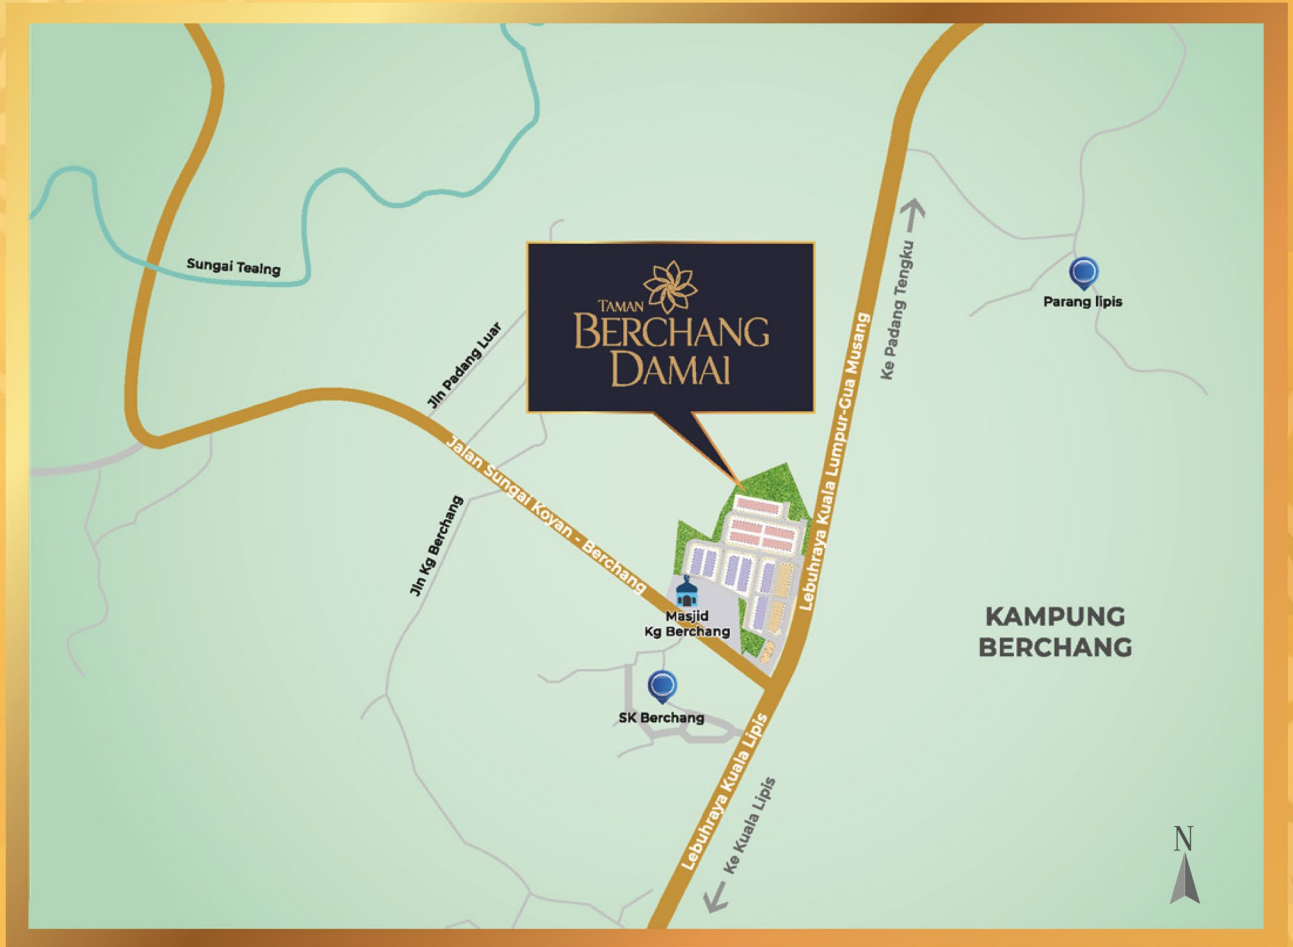 Sungai Tealng
TAMAN
BERCHANG
DAMAI
Ke Padang Tengku
Parang lipis
Jln Padang Luar
Lebuhraya Kuala Lumpur-Gua Musang
Jalan Sungai Koyan - Berchang
Jln Kg Berchang
Masjid
Kg Berchang
KAMPUNG
BERCHANG
SK Berchang
Lebuhraya Kuala Lipis
Ke Kuala Lipis
N